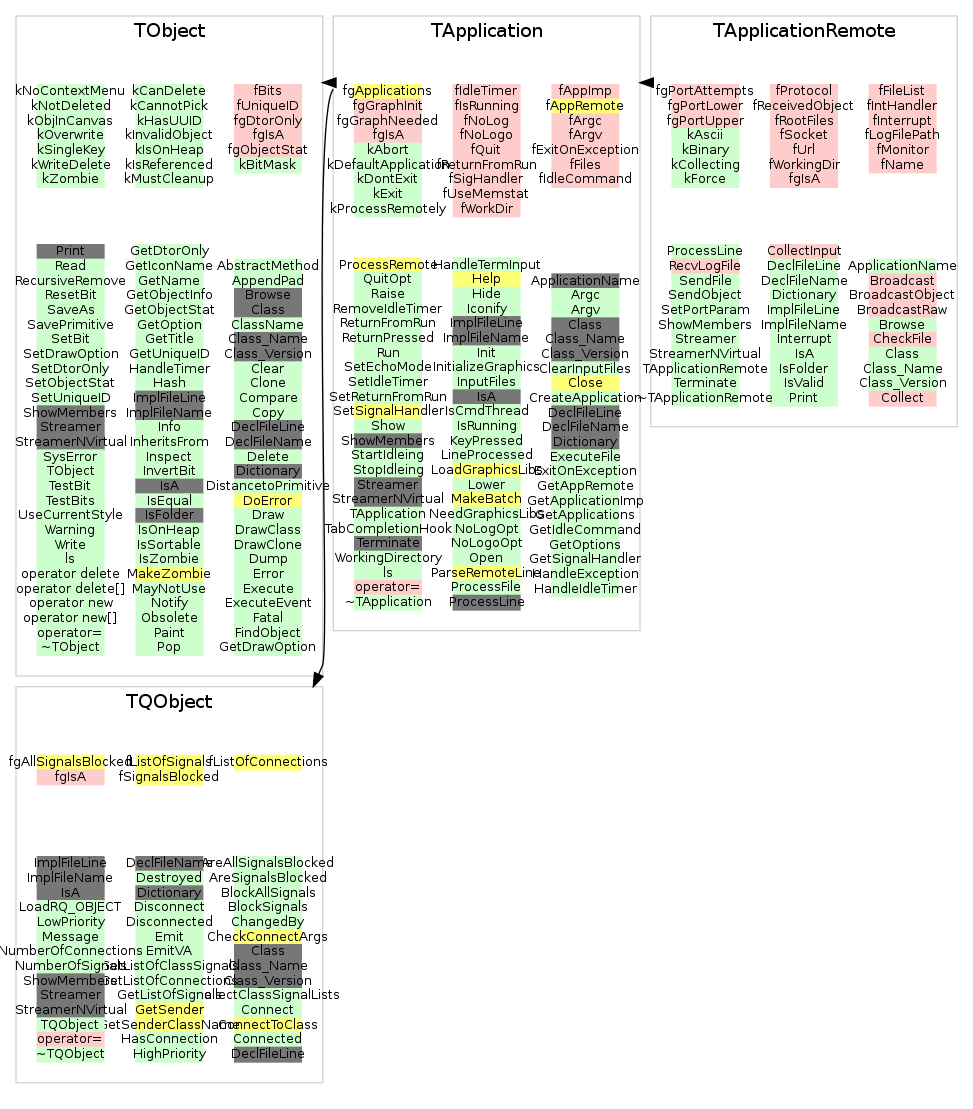 TObject
kNoContextMenu
kNotDeleted
kObjInCanvas
kOverwrite
kSingleKey
kWriteDelete
kZombie
kCanDelete
kCannotPick
kHasUUID
kInvalidObject
kIsOnHeap
kIsReferenced
kMustCleanup
fBits
fUniqueID
fgDtorOnly
fgIsA
fgObjectStat
kBitMask
Print
Read
RecursiveRemove
ResetBit
SaveAs
SavePrimitive
SetBit
SetDrawOption
SetDtorOnly
SetObjectStat
SetUniqueID
ShowMembers
Streamer
StreamerNVirtual
SysError
TObject
TestBit
TestBits
UseCurrentStyle
Warning
Write
ls
operator delete
operator delete[]
operator new
operator new[]
operator=
~TObject
GetDtorOnly
GetIconName
GetName
GetObjectInfo
GetObjectStat
GetOption
GetTitle
GetUniqueID
HandleTimer
Hash
ImplFileLine
ImplFileName
Info
InheritsFrom
Inspect
InvertBit
IsA
IsEqual
IsFolder
IsOnHeap
IsSortable
IsZombie
MakeZombie
MayNotUse
Notify
Obsolete
Paint
Pop
AbstractMethod
AppendPad
Browse
Class
ClassName
Class_Name
Class_Version
Clear
Clone
Compare
Copy
DeclFileLine
DeclFileName
Delete
Dictionary
DistancetoPrimitive
DoError
Draw
DrawClass
DrawClone
Dump
Error
Execute
ExecuteEvent
Fatal
FindObject
GetDrawOption
TApplication
fgApplications
fgGraphInit
fgGraphNeeded
fgIsA
kAbort
kDefaultApplication
kDontExit
kExit
kProcessRemotely
fIdleTimer
fIsRunning
fNoLog
fNoLogo
fQuit
fReturnFromRun
fSigHandler
fUseMemstat
fWorkDir
fAppImp
fAppRemote
fArgc
fArgv
fExitOnException
fFiles
fIdleCommand
ProcessRemote
QuitOpt
Raise
RemoveIdleTimer
ReturnFromRun
ReturnPressed
Run
SetEchoMode
SetIdleTimer
SetReturnFromRun
SetSignalHandler
Show
ShowMembers
StartIdleing
StopIdleing
Streamer
StreamerNVirtual
TApplication
TabCompletionHook
Terminate
WorkingDirectory
ls
operator=
~TApplication
HandleTermInput
Help
Hide
Iconify
ImplFileLine
ImplFileName
Init
InitializeGraphics
InputFiles
IsA
IsCmdThread
IsRunning
KeyPressed
LineProcessed
LoadGraphicsLibs
Lower
MakeBatch
NeedGraphicsLibs
NoLogOpt
NoLogoOpt
Open
ParseRemoteLine
ProcessFile
ProcessLine
ApplicationName
Argc
Argv
Class
Class_Name
Class_Version
ClearInputFiles
Close
CreateApplication
DeclFileLine
DeclFileName
Dictionary
ExecuteFile
ExitOnException
GetAppRemote
GetApplicationImp
GetApplications
GetIdleCommand
GetOptions
GetSignalHandler
HandleException
HandleIdleTimer
TApplicationRemote
fgPortAttempts
fgPortLower
fgPortUpper
kAscii
kBinary
kCollecting
kForce
fProtocol
fReceivedObject
fRootFiles
fSocket
fUrl
fWorkingDir
fgIsA
fFileList
fIntHandler
fInterrupt
fLogFilePath
fMonitor
fName
ProcessLine
RecvLogFile
SendFile
SendObject
SetPortParam
ShowMembers
Streamer
StreamerNVirtual
TApplicationRemote
Terminate
~TApplicationRemote
CollectInput
DeclFileLine
DeclFileName
Dictionary
ImplFileLine
ImplFileName
Interrupt
IsA
IsFolder
IsValid
Print
ApplicationName
Broadcast
BroadcastObject
BroadcastRaw
Browse
CheckFile
Class
Class_Name
Class_Version
Collect
TQObject
fgAllSignalsBlocked
fgIsA
fListOfSignals
fSignalsBlocked
fListOfConnections
ImplFileLine
ImplFileName
IsA
LoadRQ_OBJECT
LowPriority
Message
NumberOfConnections
NumberOfSignals
ShowMembers
Streamer
StreamerNVirtual
TQObject
operator=
~TQObject
DeclFileName
Destroyed
Dictionary
Disconnect
Disconnected
Emit
EmitVA
GetListOfClassSignals
GetListOfConnections
GetListOfSignals
GetSender
GetSenderClassName
HasConnection
HighPriority
AreAllSignalsBlocked
AreSignalsBlocked
BlockAllSignals
BlockSignals
ChangedBy
CheckConnectArgs
Class
Class_Name
Class_Version
Connect
ConnectToClass
Connected
DeclFileLine